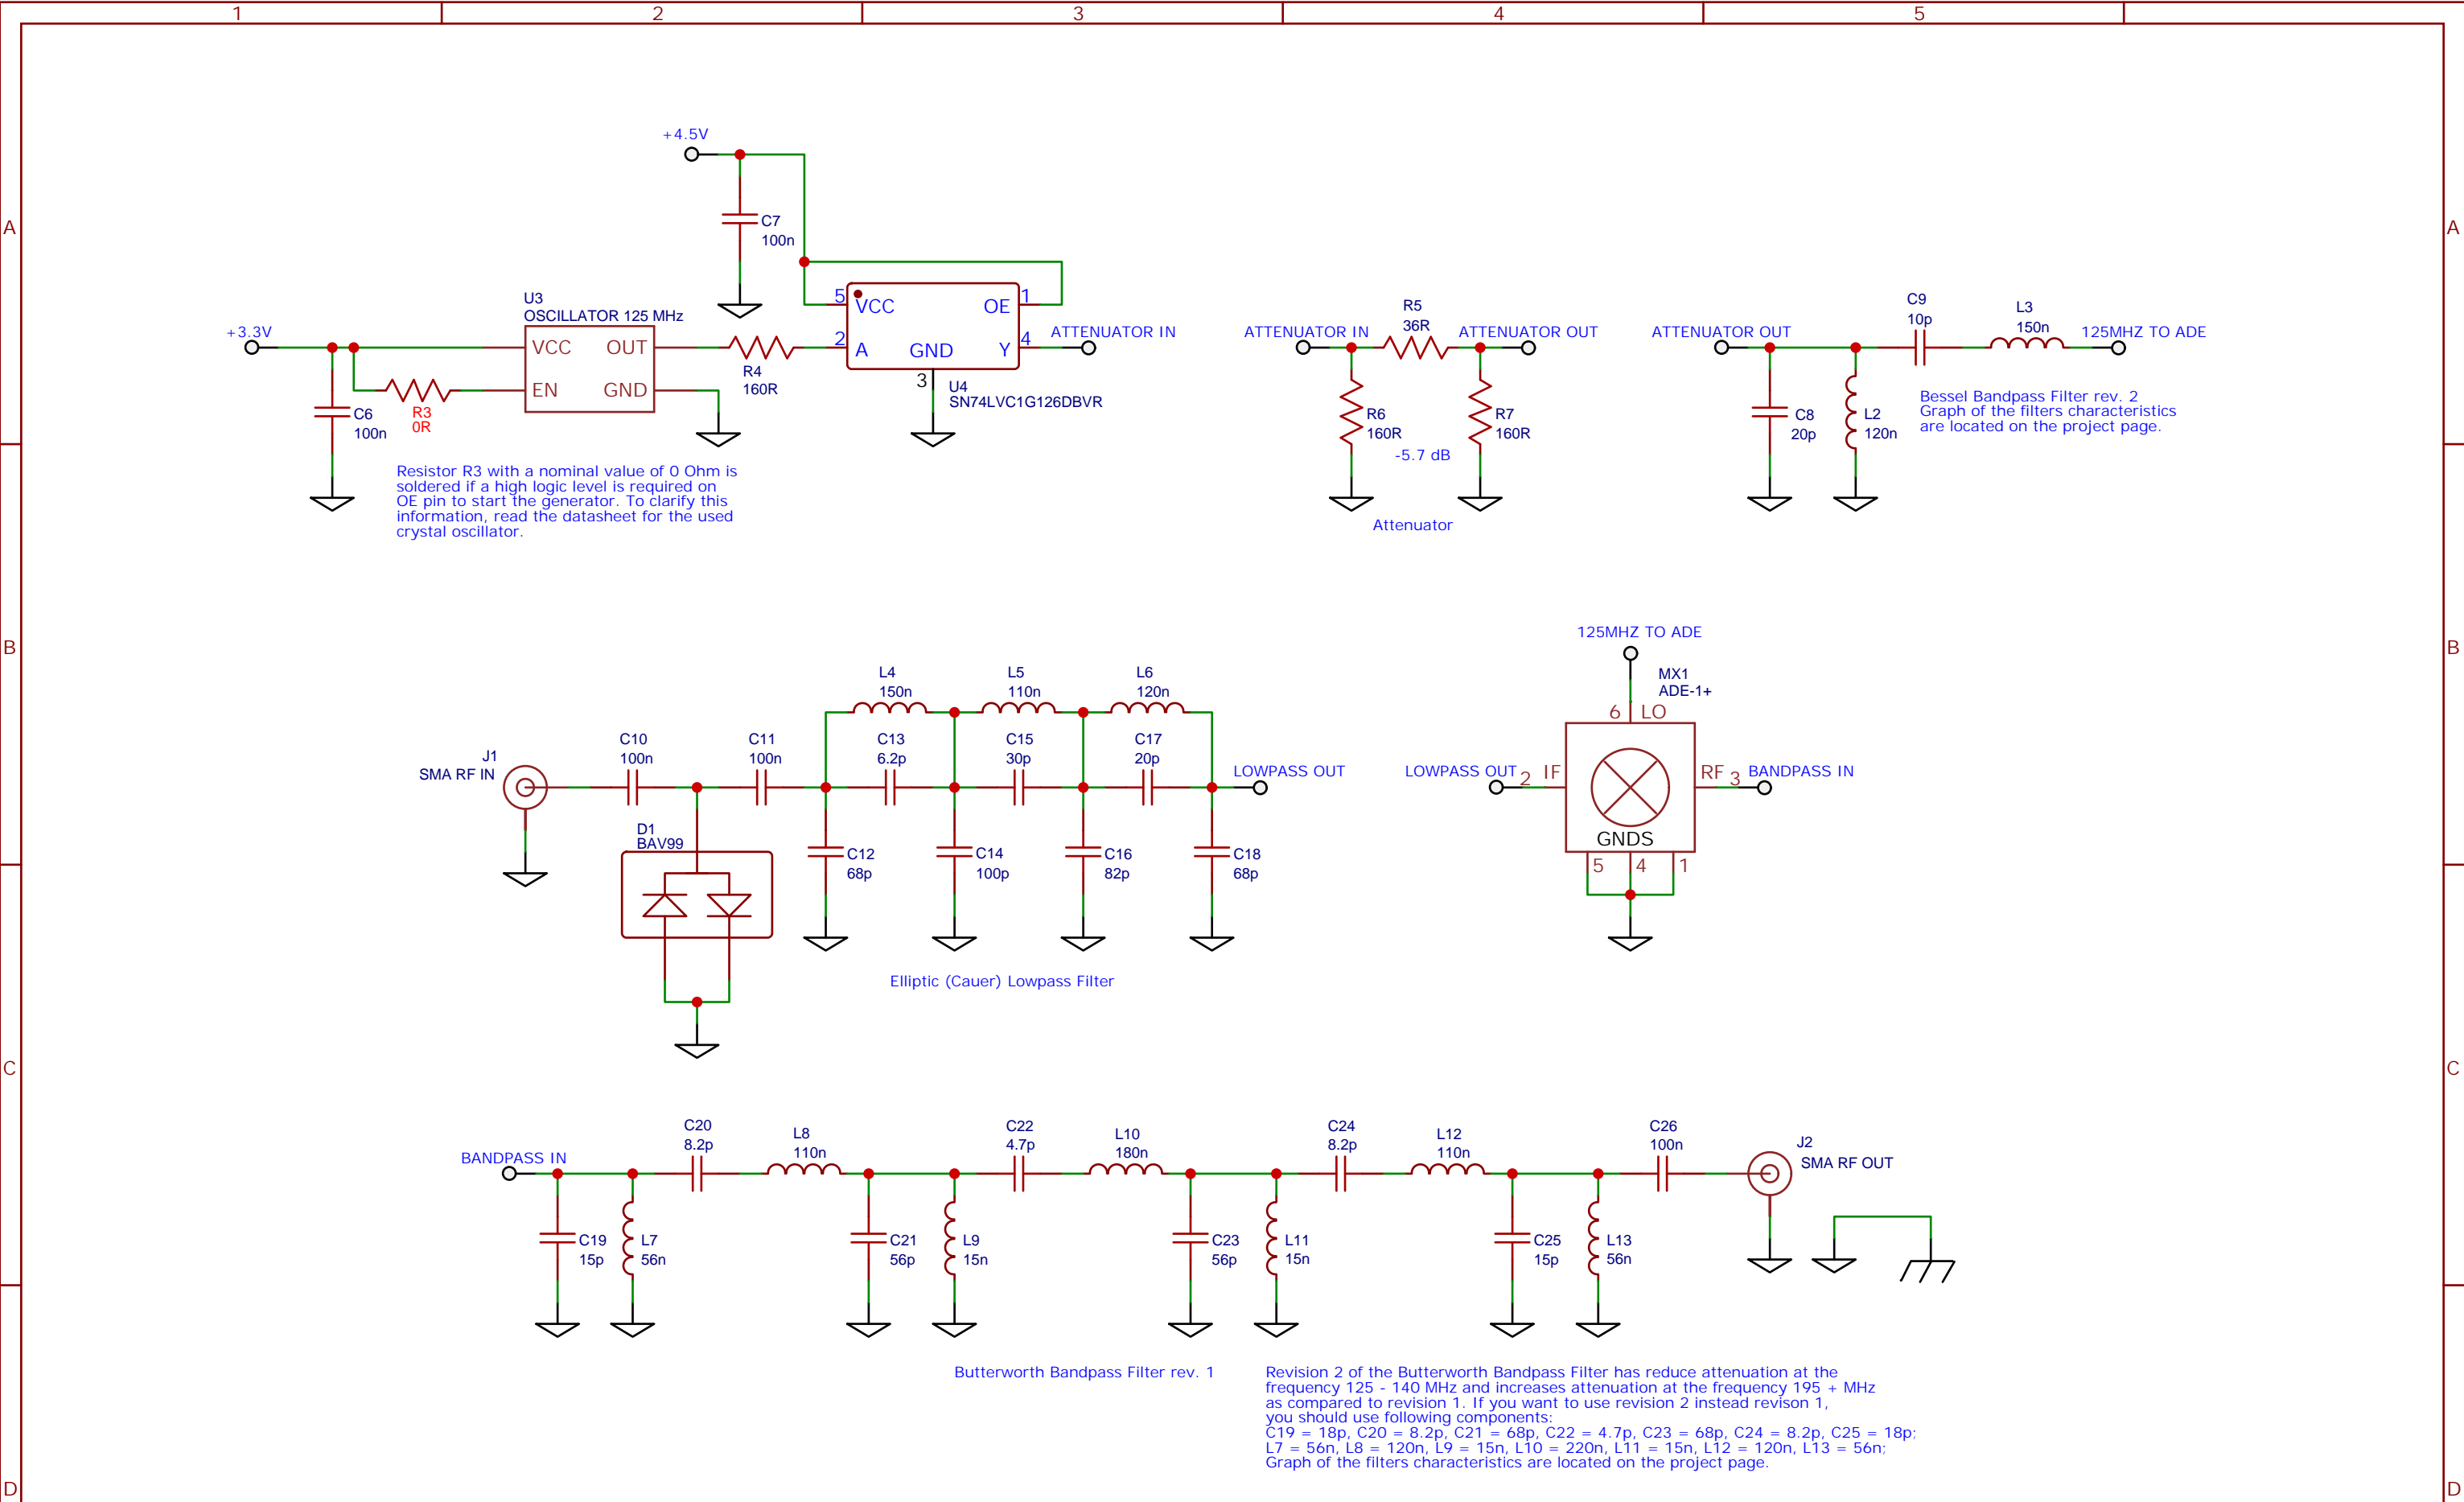 1 2 3 4 5
A A
B B
C C
D D
+4.5V
C7
100n
U3
OSCILLATOR 125 MHz
+3.3V
VCC OUT
EN GND
C6
100n
R3
0R
R4
160R
5 VCC OE 1
2 A GND Y 4
3
U4
SN74LVC1G126DBVR
ATTENUATOR IN
Resistor R3 with a nominal value of 0 Ohm is
soldered if a high logic level is required on
OE pin to start the generator. To clarify this
information, read the datasheet for the used
crystal oscillator.
ATTENUATOR IN
R5
36R
ATTENUATOR OUT
R6
160R
R7
160R
-5.7 dB
Attenuator
ATTENUATOR OUT
C9
10p
L3
150n
125MHZ TO ADE
C8
20p
L2
120n
Bessel Bandpass Filter rev. 2
Graph of the filters characteristics
are located on the project page.
J1
SMA RF IN
C10
100n
C11
100n
D1
BAV99
L4
150n
L5
110n
L6
120n
C13
6.2p
C15
30p
C17
20p
LOWPASS OUT
C12
68p
C14
100p
C16
82p
C18
68p
Elliptic (Cauer) Lowpass Filter
125MHZ TO ADE
MX1
ADE-1+
6 LO
LOWPASS OUT 2 IF
RF 3 BANDPASS IN
GNDS
5 4 1
BANDPASS IN
C20
8.2p
L8
110n
C22
4.7p
L10
180n
C24
8.2p
L12
110n
C26
100n
J2
SMA RF OUT
C19
15p
L7
56n
C21
56p
L9
15n
C23
56p
L11
15n
C25
15p
L13
56n
Butterworth Bandpass Filter rev. 1
Revision 2 of the Butterworth Bandpass Filter has reduce attenuation at the
frequency 125 - 140 MHz and increases attenuation at the frequency 195 + MHz
as compared to revision 1. If you want to use revision 2 instead revison 1,
you should use following components:
C19 = 18p, C20 = 8.2p, C21 = 68p, C22 = 4.7p, C23 = 68p, C24 = 8.2p, C25 = 18p;
L7 = 56n, L8 = 120n, L9 = 15n, L10 = 220n, L11 = 15n, L12 = 120n, L13 = 56n;
Graph of the filters characteristics are located on the project page.